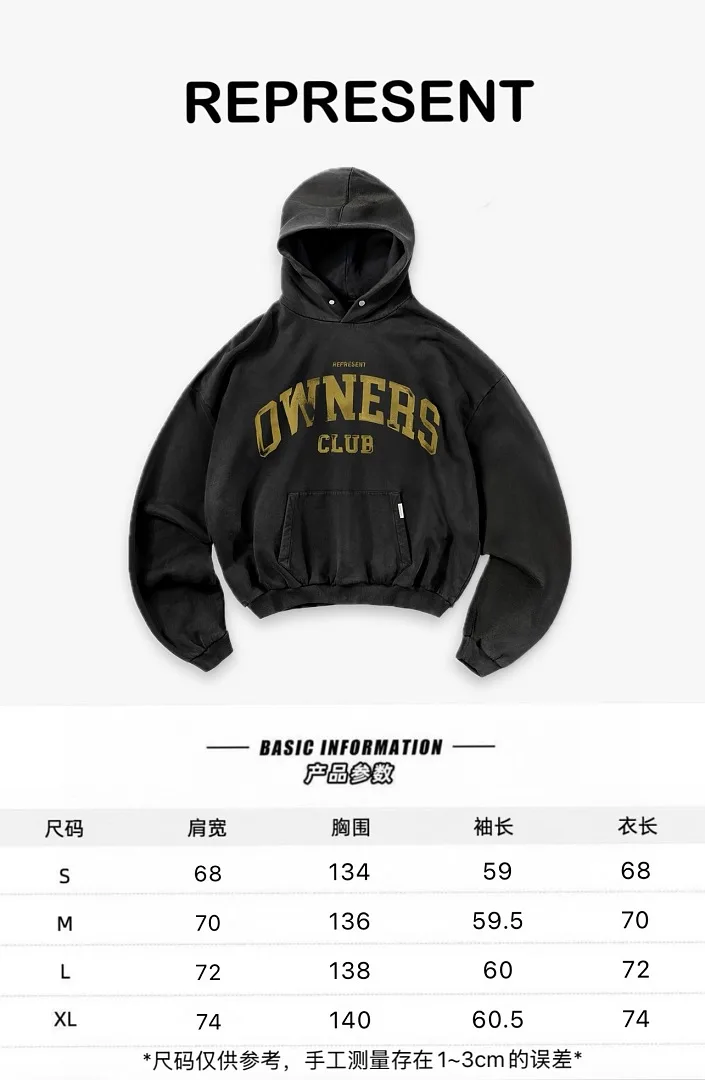 REPRESENT
REPRESENT
OWNERS
CLUB
BASIC INFORMATION
产品参数
尺码 肩宽 胸围 袖长 衣长
S 68 134 59 68
M 70 136 59.5 70
L 72 138 60 72
XL 74 140 60.5 74
*尺码仅供参考，手工测量存在1~3cm的误差*